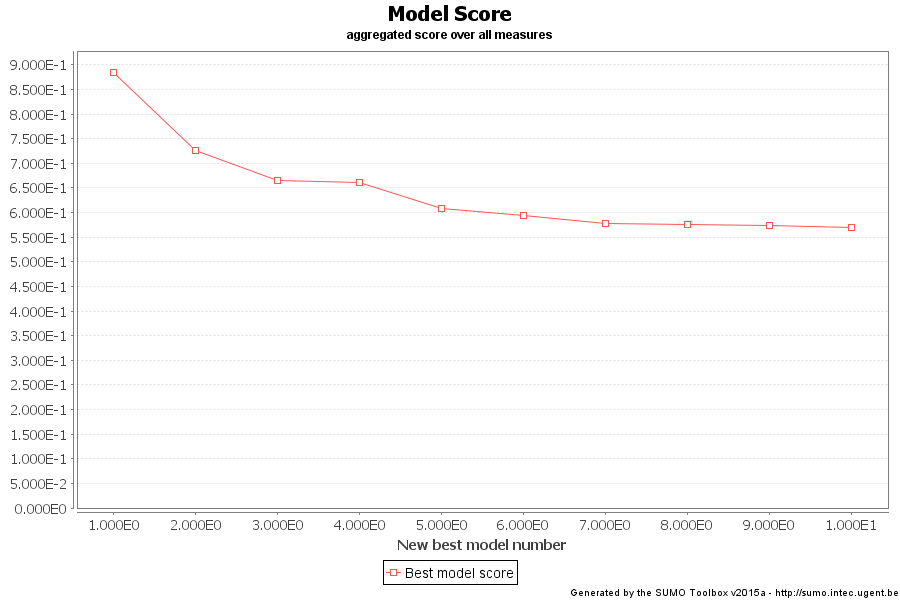 Model Score
aggregated score over all measures
9.000E-1
8.500E-1
8.000E-1
7.500E-1
7.000E-1
6.500E-1
6.000E-1
5.500E-1
5.000E-1
4.500E-1
4.000E-1
3.500E-1
3.000E-1
2.500E-1
2.000E-1
1.500E-1
1.000E-1
5.000E-2
0.000E0
1.000E0 2.000E0 3.000E0 4.000E0 5.000E0 6.000E0 7.000E0 8.000E0 9.000E0 1.000E1
New best model number
Best model score
Generated by the SUMO Toolbox v2015a - http://sumo.intec.ugent.be